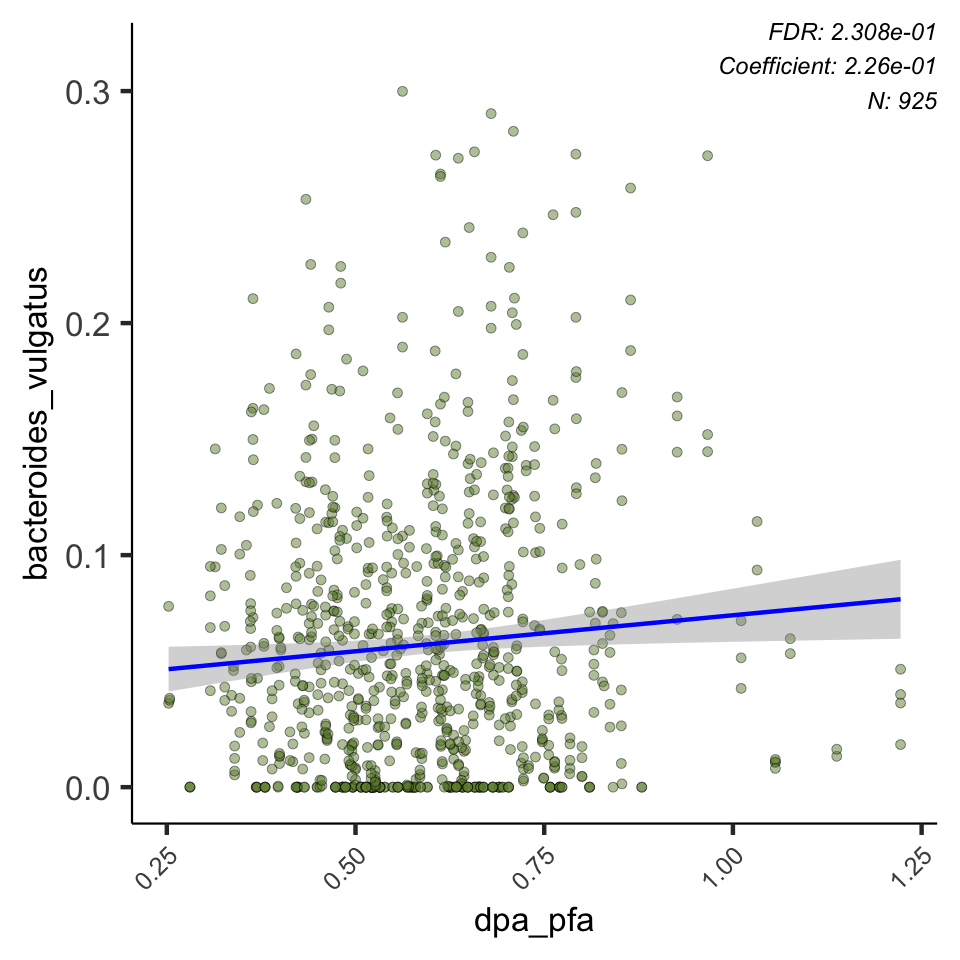 FDR: 2.308e-01
Coefficient: 2.26e-01
N: 925
bacteroides_vulgatus
0.3
0.2
0.1
0.0
0.25
0.50
0.75
1.00
1.25
dpa_pfa